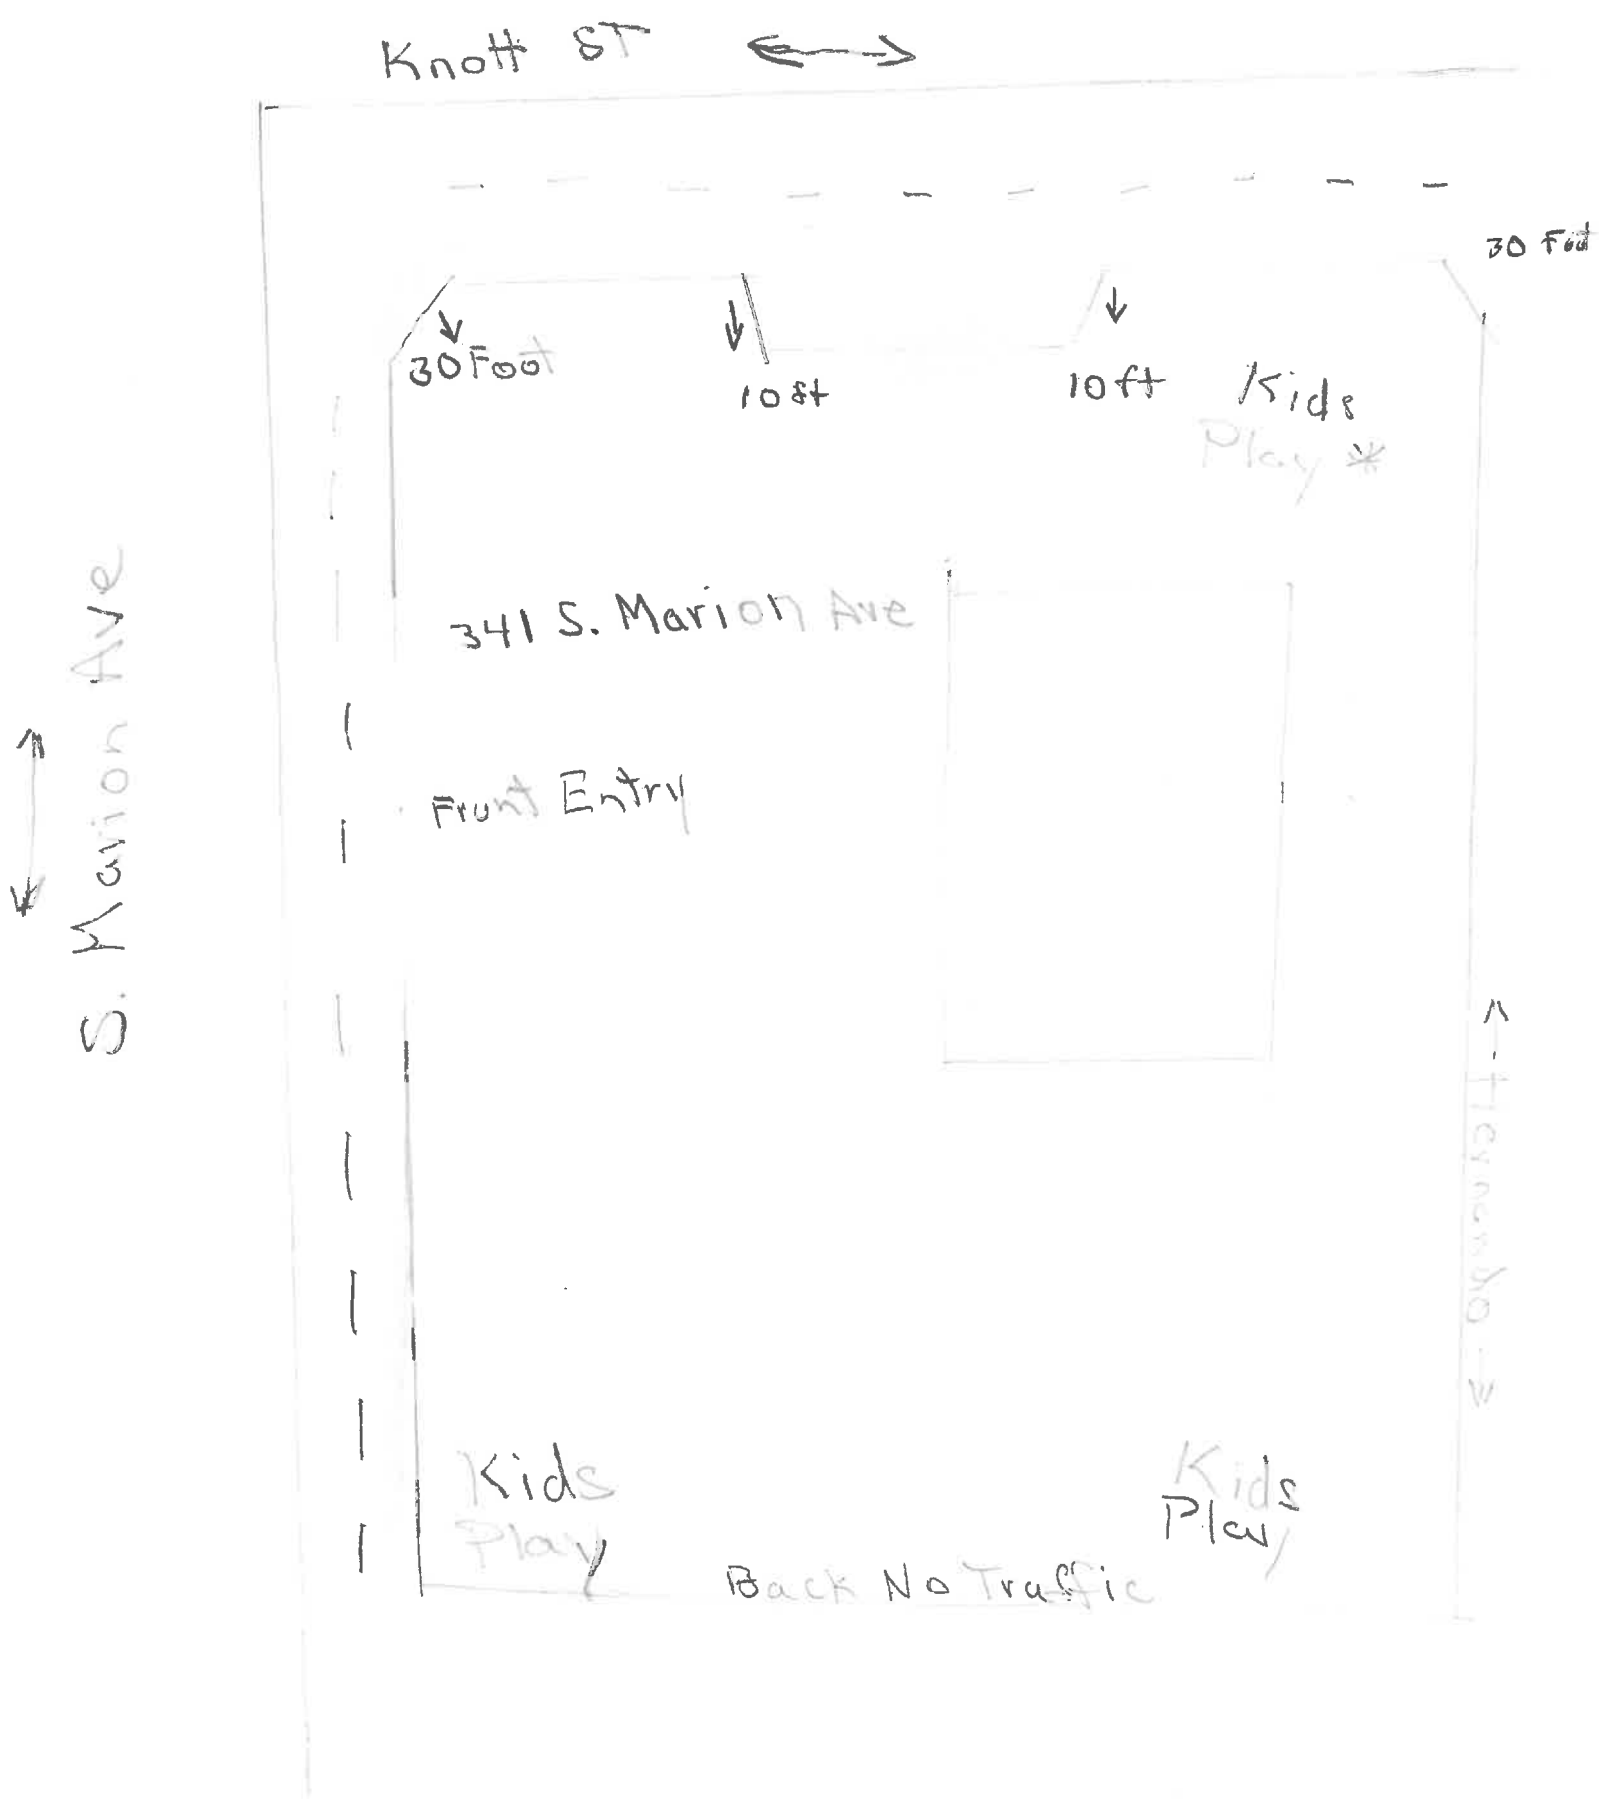 Knott ST
30 Foot
30 Foot
10 ft
10 ft
Kids
Play *
341 S. Marion Ave
S. Marion Ave
Front Entry
Hernando
Kids
Play
Kids
Play
Back No Traffic